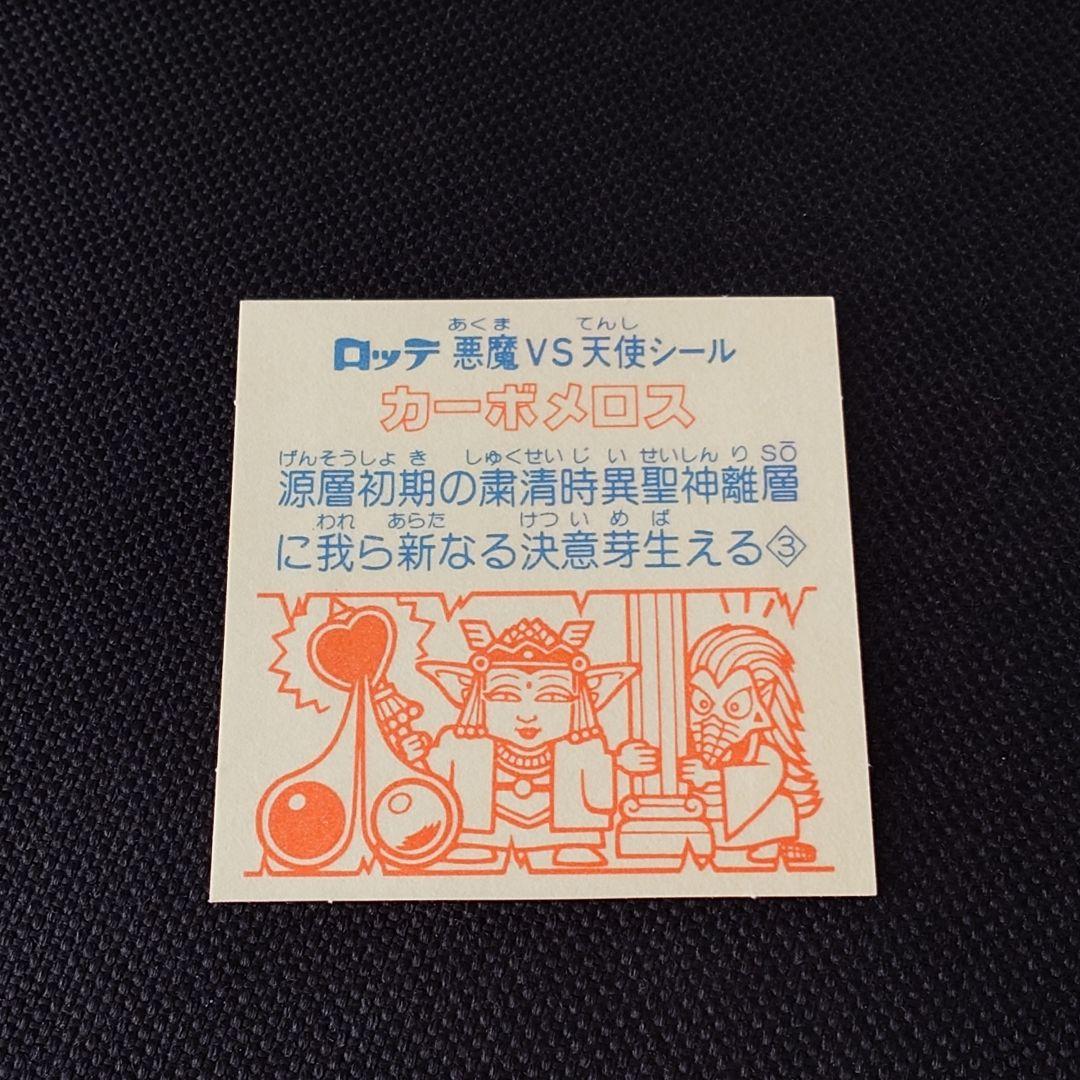 あくま てんし
ロッテ 悪魔VS天使シール
カーボメロス
げんそうしょき しゅくせいじ い せいしん り SŌ
源層初期の粛清時異聖神離層
われ あらた けつ い め ば
に我ら新なる決意芽生える③